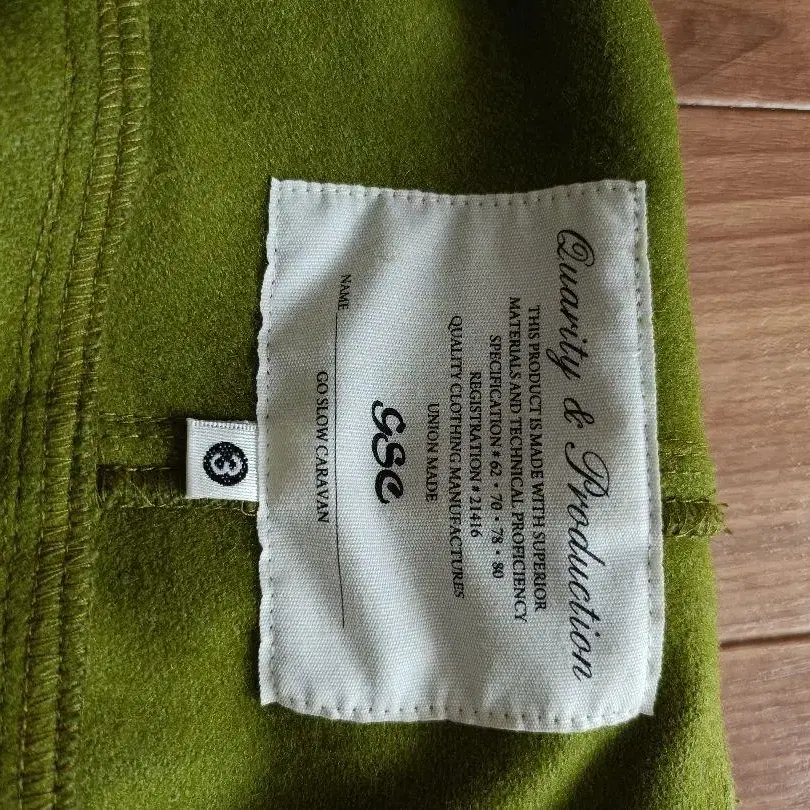 Quarity & Production
THIS PRODUCT IS MADE WITH SUPERIOR
MATERIALS AND TECHNICAL PROFICIENCY
SPECIFICATION * 62 • 70 • 78 • 80
REGISTRATION * 21416
QUALITY CLOTHING MANUFACTURES
UNION MADE
gsc
NAME
GO SLOW CARAVAN
3